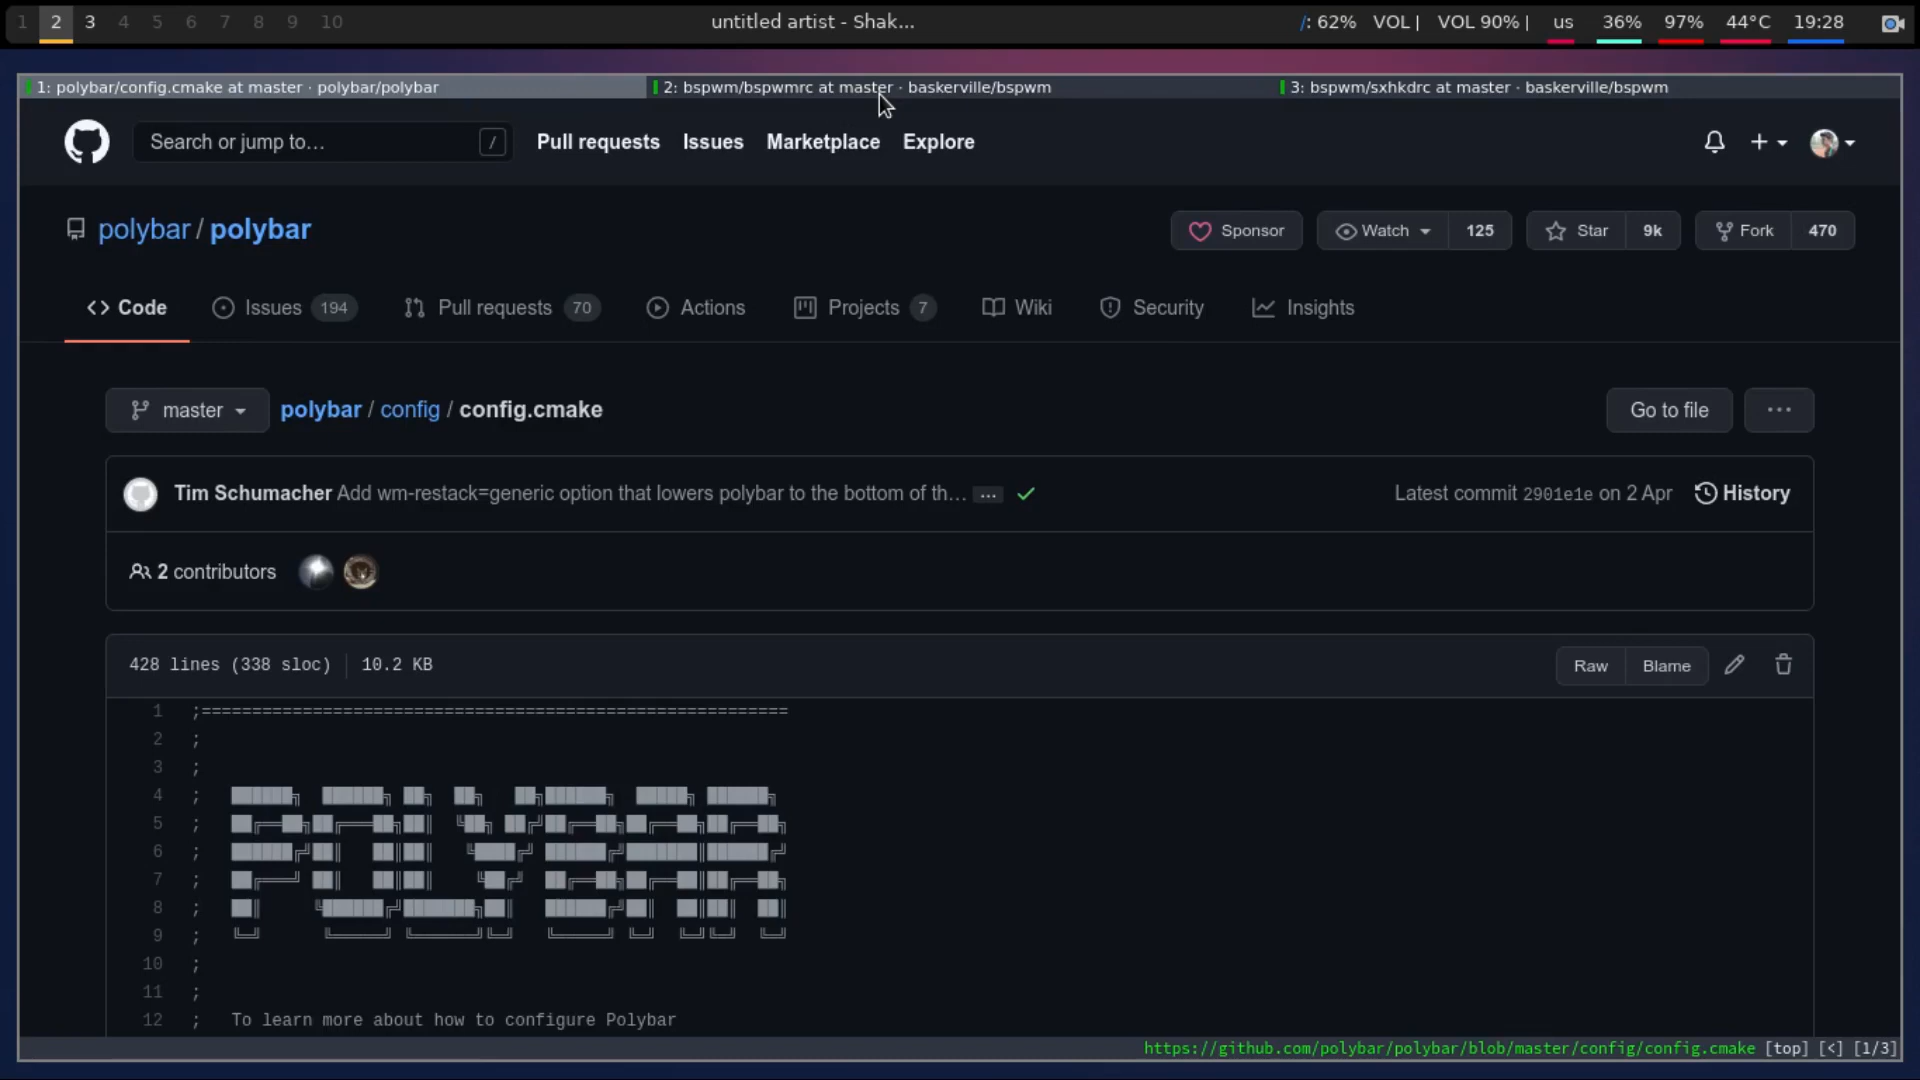 1 2 3 4 5 6 7 8 9 10 untitled artist - Shak... /: 62% VOL | VOL 90% | us 36% 97% 44°C 19:28
1: polybar/config.cmake at master · polybar/polybar 2: bspwm/bspwmrc at master · baskerville/bspwm 3: bspwm/sxhkdrc at master · baskerville/bspwm
Search or jump to… / Pull requests Issues Marketplace Explore
polybar / polybar Sponsor Watch 125 Star 9k Fork 470
Code Issues 194 Pull requests 70 Actions Projects 7 Wiki Security Insights
master polybar / config / config.cmake Go to file ...
Tim Schumacher Add wm-restack=generic option that lowers polybar to the bottom of th… … Latest commit 2901e1e on 2 Apr History
2 contributors
428 lines (338 sloc) 10.2 KB Raw Blame
1 ;==========================================================
2 ;
3 ;
4 ; ██████╗  ██████╗ ██╗  ██╗   ██╗██████╗  █████╗ ██████╗
5 ; ██╔══██╗██╔═══██╗██║  ╚██╗ ██╔╝██╔══██╗██╔══██╗██╔══██╗
6 ; ██████╔╝██║   ██║██║   ╚████╔╝ ██████╔╝███████║██████╔╝
7 ; ██╔═══╝ ██║   ██║██║    ╚██╔╝  ██╔══██╗██╔══██║██╔══██╗
8 ; ██║     ╚██████╔╝███████╗██║   ██████╔╝██║  ██║██║  ██║
9 ; ╚═╝      ╚═════╝ ╚══════╝╚═╝   ╚═════╝ ╚═╝  ╚═╝╚═╝  ╚═╝
10 ;
11 ;
12 ; To learn more about how to configure Polybar
https://github.com/polybar/polybar/blob/master/config/config.cmake [top] [<] [1/3]